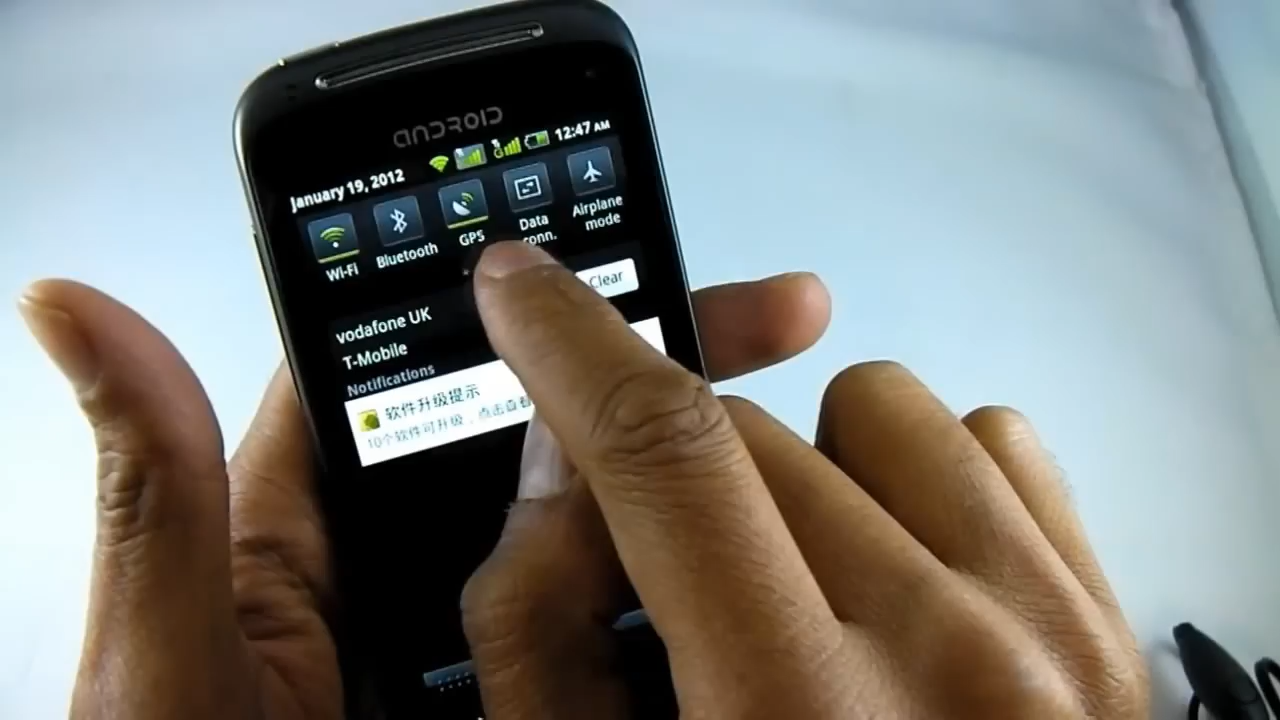 ANDROID
January 19, 2012 12:47 AM
Wi-Fi Bluetooth GPS Data conn. Airplane mode
Clear
vodafone UK
T-Mobile
Notifications
软件升级提示
10个软件可升级，点击查看